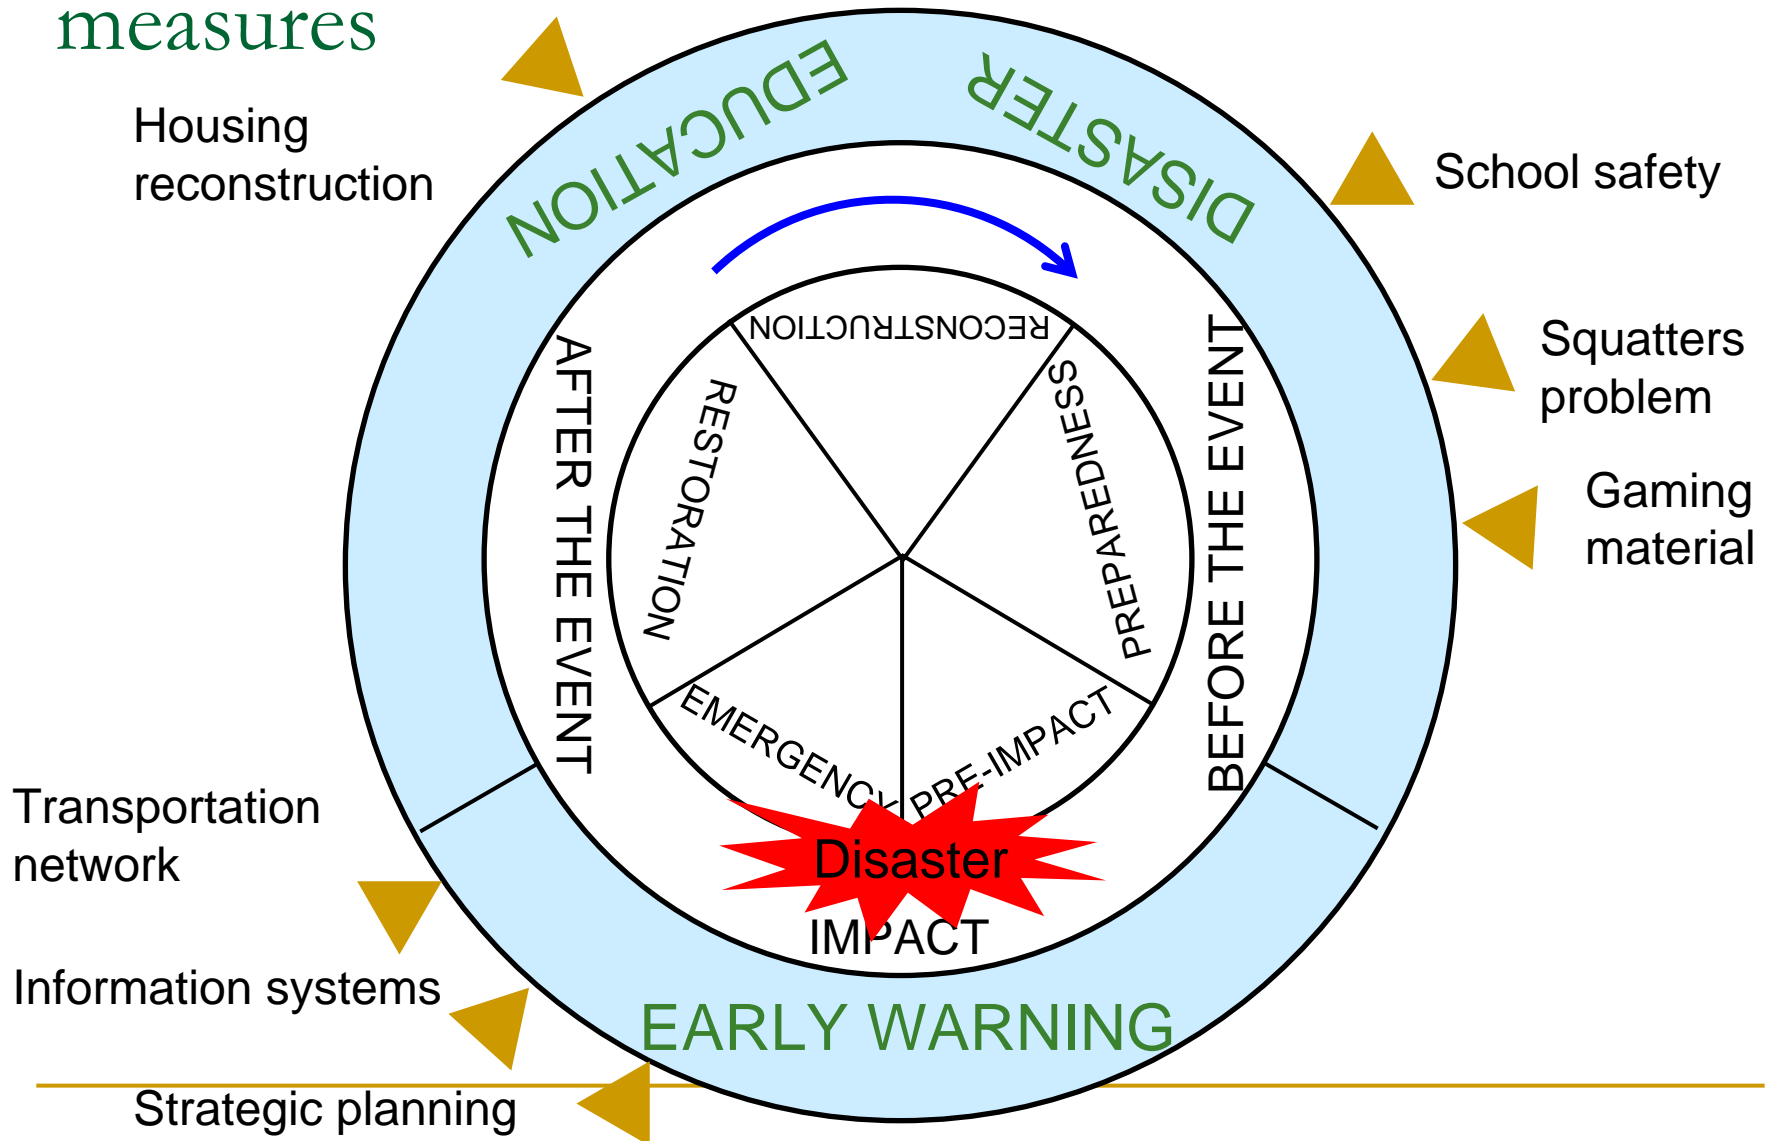 measures
Housing
reconstruction
DISASTER
EDUCATION
School safety
Squatters
problem
Gaming
material
RECONSTRUCTION
RESTORATION
PREPAREDNESS
AFTER THE EVENT
BEFORE THE EVENT
EMERGENCY
PRE-IMPACT
Disaster
IMPACT
EARLY WARNING
Transportation
network
Information systems
Strategic planning